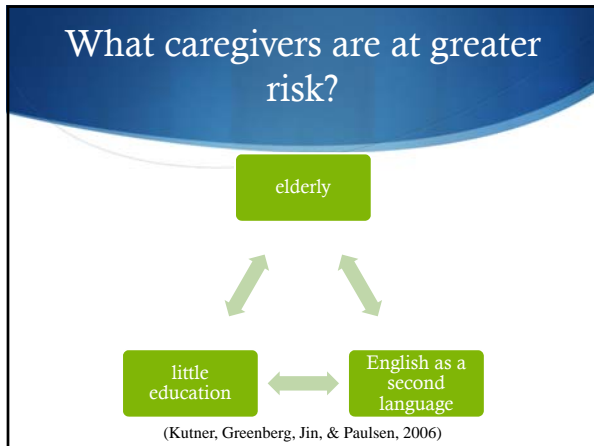 What caregivers are at greater
risk?
elderly
little
education
English as a
second
language
(Kutner, Greenberg, Jin, & Paulsen, 2006)